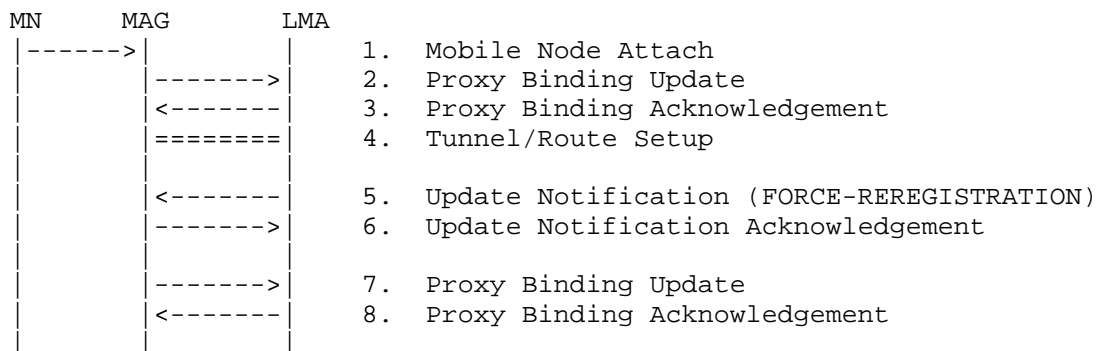 MN MAG LMA
|------>| | 1. Mobile Node Attach
| |------->| 2. Proxy Binding Update
| |<-------| 3. Proxy Binding Acknowledgement
| |========| 4. Tunnel/Route Setup
| | |
| |<-------| 5. Update Notification (FORCE-REREGISTRATION)
| |------->| 6. Update Notification Acknowledgement
| | |
| |------->| 7. Proxy Binding Update
| |<-------| 8. Proxy Binding Acknowledgement
| | |